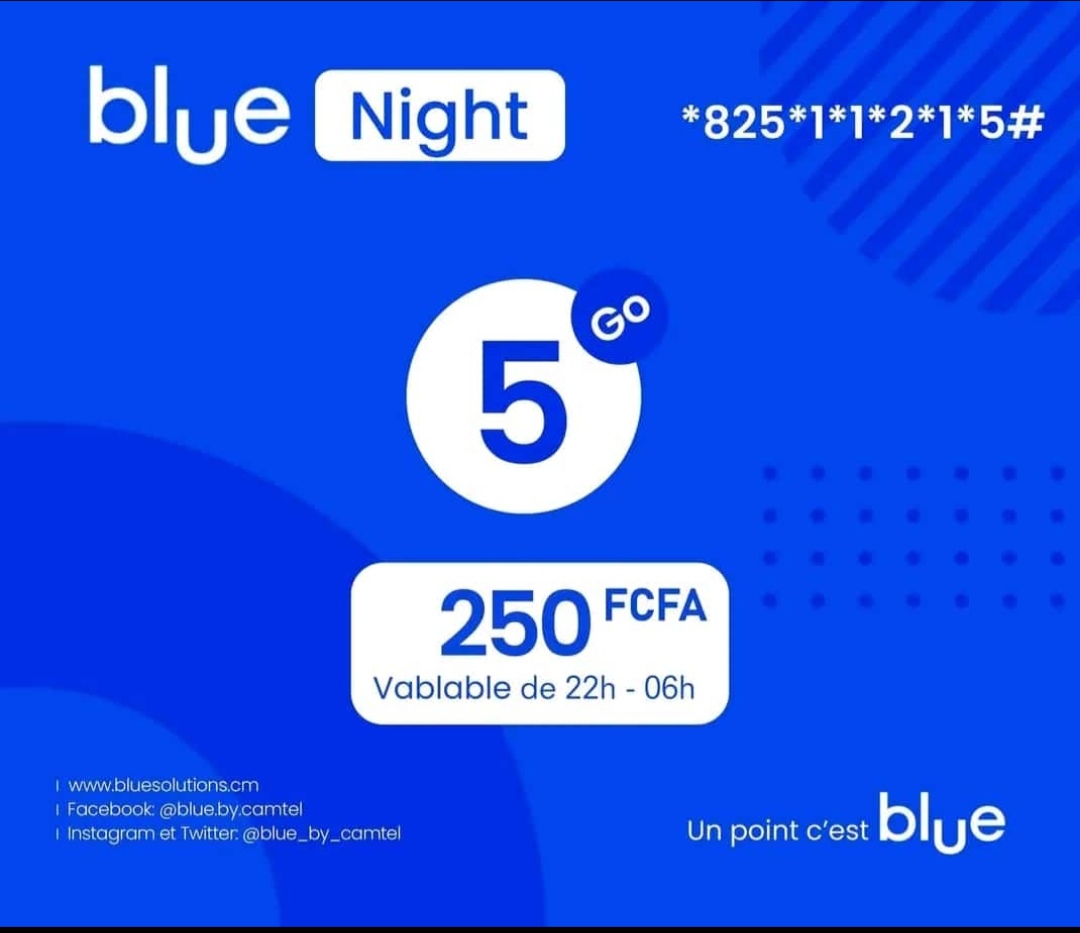 blue Night
*825*1*1*2*1*5#
5 Go
250 FCFA
Vablable de 22h - 06h
| www.bluesolutions.cm
| Facebook: @blue.by.camtel
| Instagram et Twitter: @blue_by_camtel
Un point c'est blue